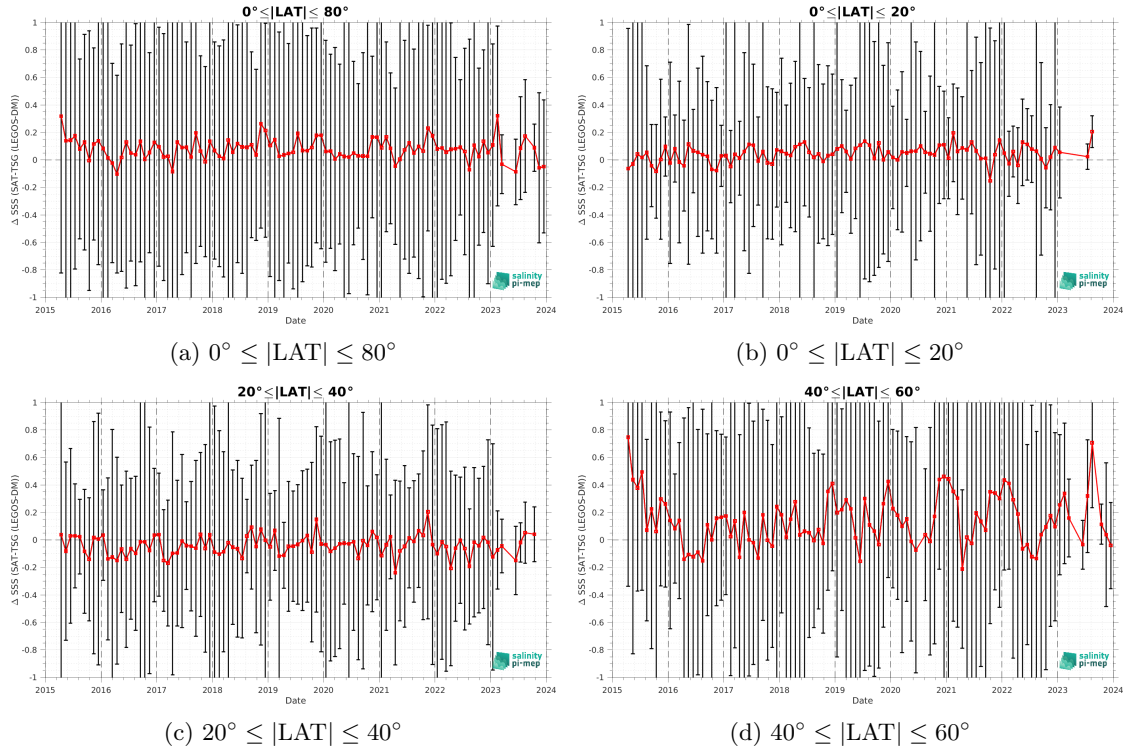 0°≤|LAT|≤ 80°
Δ SSS (SAT-TSG (LEGOS-DM))
1
0.8
0.6
0.4
0.2
0
-0.2
-0.4
-0.6
-0.8
-1
2015 2016 2017 2018 2019 2020 2021 2022 2023 2024
Date
salinity
pi-mep
(a) 0° ≤ |LAT| ≤ 80°
0°≤|LAT|≤ 20°
Δ SSS (SAT-TSG (LEGOS-DM))
1
0.8
0.6
0.4
0.2
0
-0.2
-0.4
-0.6
-0.8
-1
2015 2016 2017 2018 2019 2020 2021 2022 2023 2024
Date
salinity
pi-mep
(b) 0° ≤ |LAT| ≤ 20°
20°≤|LAT|≤ 40°
Δ SSS (SAT-TSG (LEGOS-DM))
1
0.8
0.6
0.4
0.2
0
-0.2
-0.4
-0.6
-0.8
-1
2015 2016 2017 2018 2019 2020 2021 2022 2023 2024
Date
salinity
pi-mep
(c) 20° ≤ |LAT| ≤ 40°
40°≤|LAT|≤ 60°
Δ SSS (SAT-TSG (LEGOS-DM))
1
0.8
0.6
0.4
0.2
0
-0.2
-0.4
-0.6
-0.8
-1
2015 2016 2017 2018 2019 2020 2021 2022 2023 2024
Date
salinity
pi-mep
(d) 40° ≤ |LAT| ≤ 60°